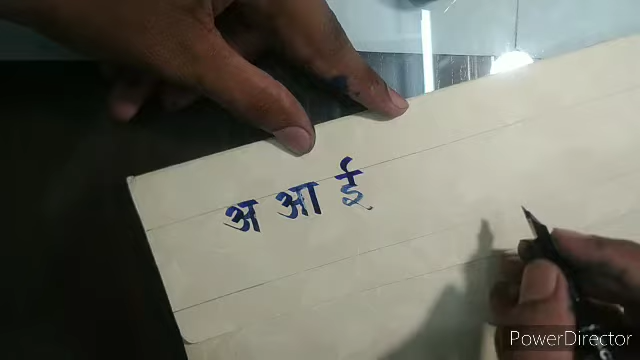 अ आ ई
PowerDirector